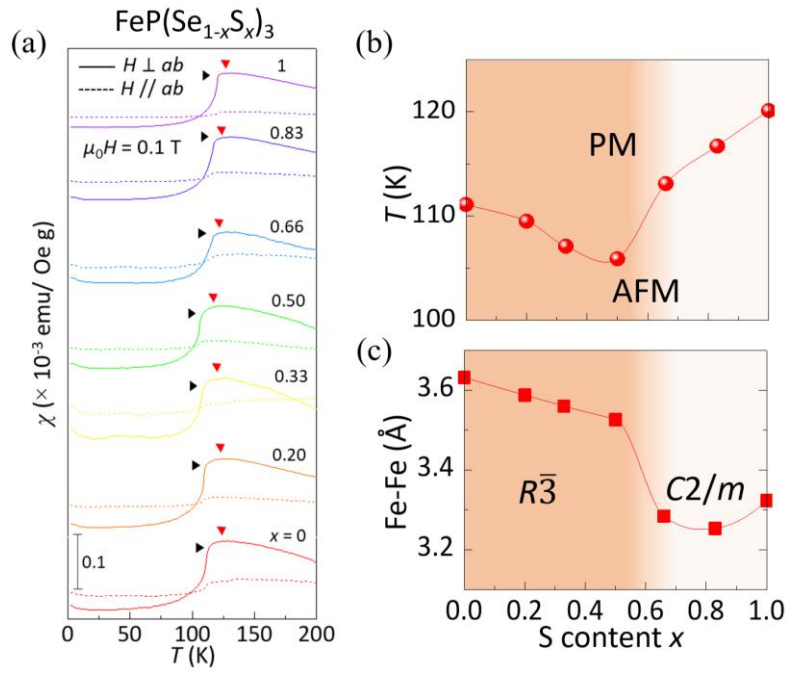 (a)
FeP(Se₁₋ₓSₓ)₃
H ⊥ ab
H // ab
μ₀H = 0.1 T
1
0.83
0.66
0.50
0.33
0.20
x = 0
0.1
χ (× 10⁻³ emu/ Oe g)
0 50 100 150 200
T (K)
(b)
120
110
100
T (K)
PM
AFM
(c)
3.6
3.4
3.2
Fe-Fe (Å)
R3̅
C2/m
0.0 0.2 0.4 0.6 0.8 1.0
S content x